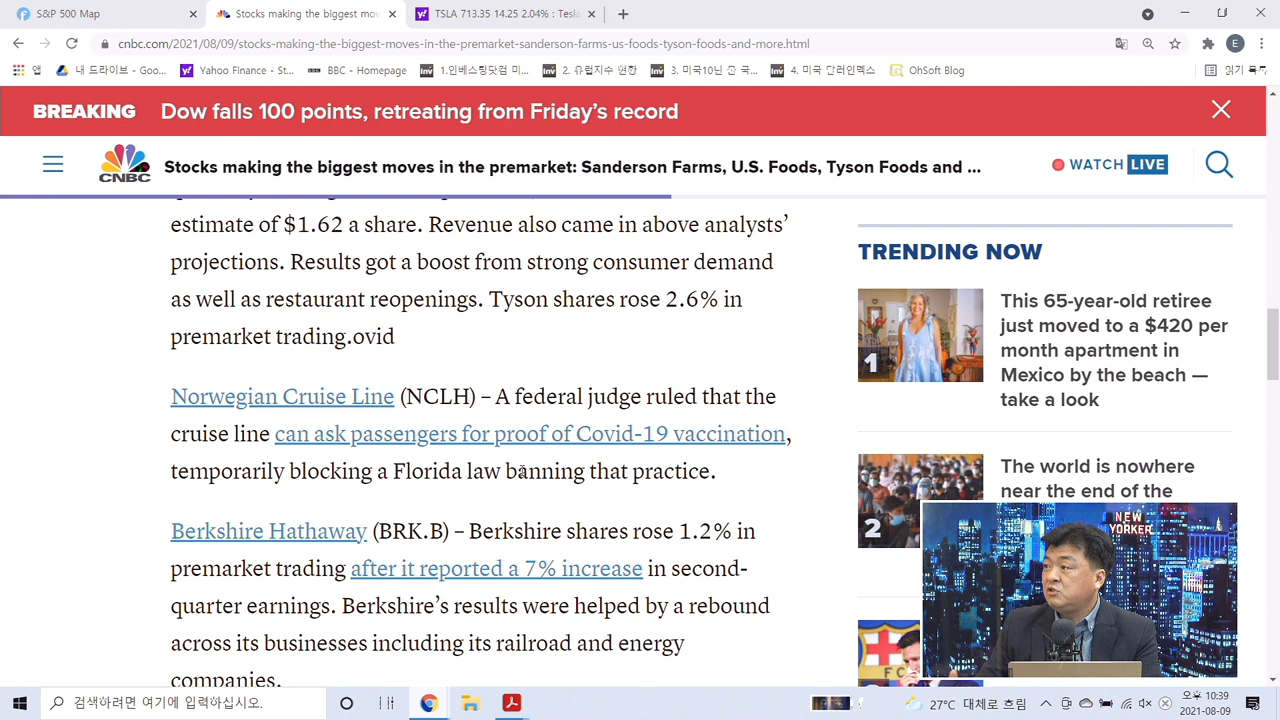 S&P 500 Map
Stocks making the biggest mov
TSLA 713.35 14.25 2.04% : Tesla
cnbc.com/2021/08/09/stocks-making-the-biggest-moves-in-the-premarket-sanderson-farms-us-foods-tyson-foods-and-more.html
E
앱
내 드라이브 - Goo...
Yahoo Finance - St...
BBC - Homepage
1.인베스팅닷컴 미...
2. 유럽지수 현황
3. 미국10년 준 국...
4. 미국 달러인덱스
OhSoft Blog
읽기 목록
BREAKING Dow falls 100 points, retreating from Friday's record
CNBC
Stocks making the biggest moves in the premarket: Sanderson Farms, U.S. Foods, Tyson Foods and ...
WATCH LIVE
estimate of $1.62 a share. Revenue also came in above analysts'
projections. Results got a boost from strong consumer demand
as well as restaurant reopenings. Tyson shares rose 2.6% in
premarket trading.ovid
Norwegian Cruise Line (NCLH) – A federal judge ruled that the
cruise line can ask passengers for proof of Covid-19 vaccination,
temporarily blocking a Florida law banning that practice.
Berkshire Hathaway (BRK.B) – Berkshire shares rose 1.2% in
premarket trading after it reported a 7% increase in second-
quarter earnings. Berkshire's results were helped by a rebound
across its businesses including its railroad and energy
companies.
TRENDING NOW
1
This 65-year-old retiree
just moved to a $420 per
month apartment in
Mexico by the beach —
take a look
2
The world is nowhere
near the end of the
NEW
YORKER
FC
검색하려면 여기에 입력하십시오.
27°C 대체로 흐림
오후 10:39
2021-08-09